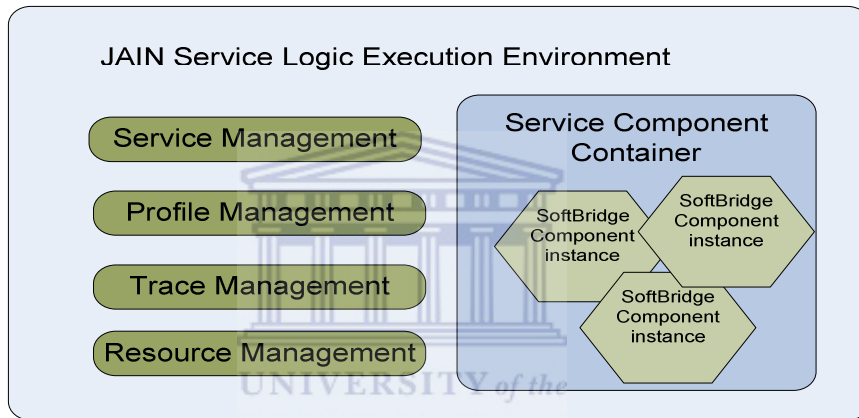 JAIN Service Logic Execution Environment
Service Management
Profile Management
Trace Management
Resource Management
Service Component
Container
SoftBridge
Component
instance
SoftBridge
Component
instance
SoftBridge
Component
instance
UNIVERSITY of the